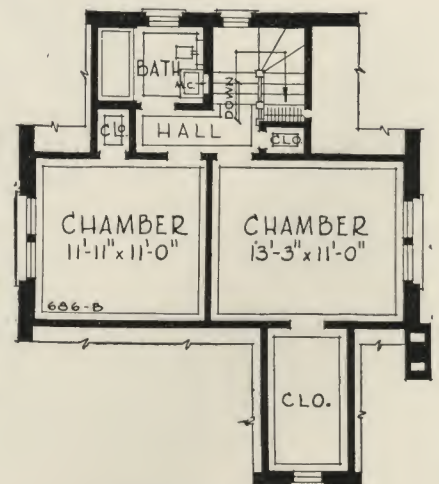 BATH
M.C.
DOWN
CLO.
HALL
CLO.
CHAMBER
11'-11" x 11'-0"
CHAMBER
13'-3" x 11'-0"
686-B
CLO.